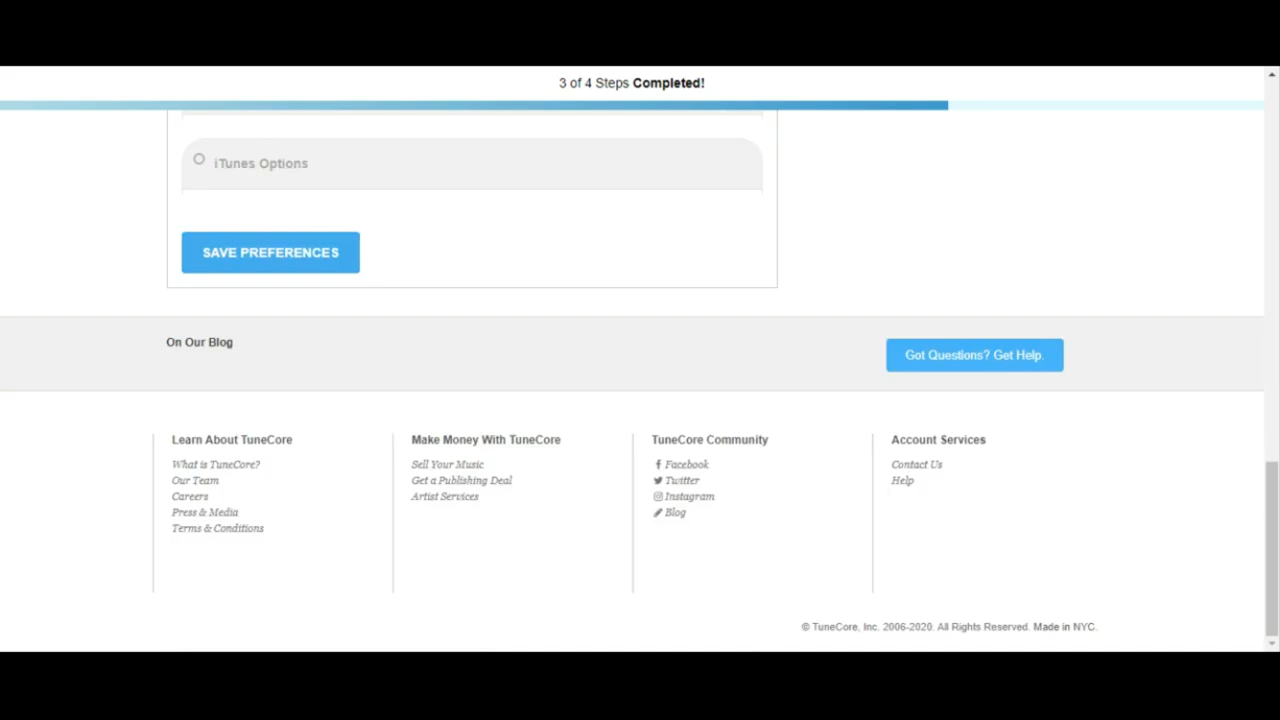 3 of 4 Steps Completed!
iTunes Options
SAVE PREFERENCES
On Our Blog
Got Questions? Get Help.
Learn About TuneCore
What is TuneCore?
Our Team
Careers
Press & Media
Terms & Conditions
Make Money With TuneCore
Sell Your Music
Get a Publishing Deal
Artist Services
TuneCore Community
Facebook
Twitter
Instagram
Blog
Account Services
Contact Us
Help
© TuneCore, Inc. 2006-2020. All Rights Reserved. Made in NYC.